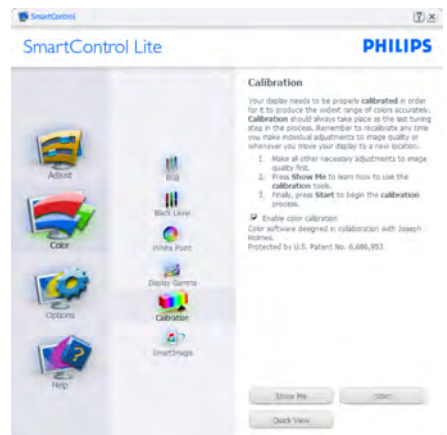 SmartControl
SmartControl Lite
PHILIPS
Adjust
Color
Options
Help
RGB
Black Level
White Point
Display Gamma
Calibration
SmartImage
Calibration
Your display needs to be properly calibrated in order
for it to produce the widest range of colors accurately.
Calibration should always take place as the last tuning
step in the process. Remember to recalibrate any time
you make individual adjustments to image quality or
whenever you move your display to a new location.
1. Make all other necessary adjustments to image
quality first.
2. Press Show Me to learn how to use the
calibration tools.
3. Finally, press Start to begin the calibration
process.
Enable color calibration
Color software designed in collaboration with Joseph
Holmes.
Protected by U.S. Patent No. 6,686,953
Show Me
Start
Quick View